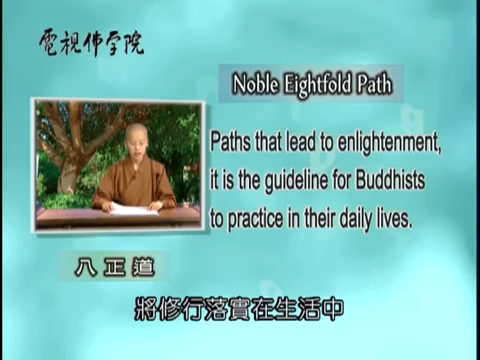 電視佛学院
Noble Eightfold Path
Paths that lead to enlightenment,
it is the guideline for Buddhists
to practice in their daily lives.
八正道
將修行落實在生活中